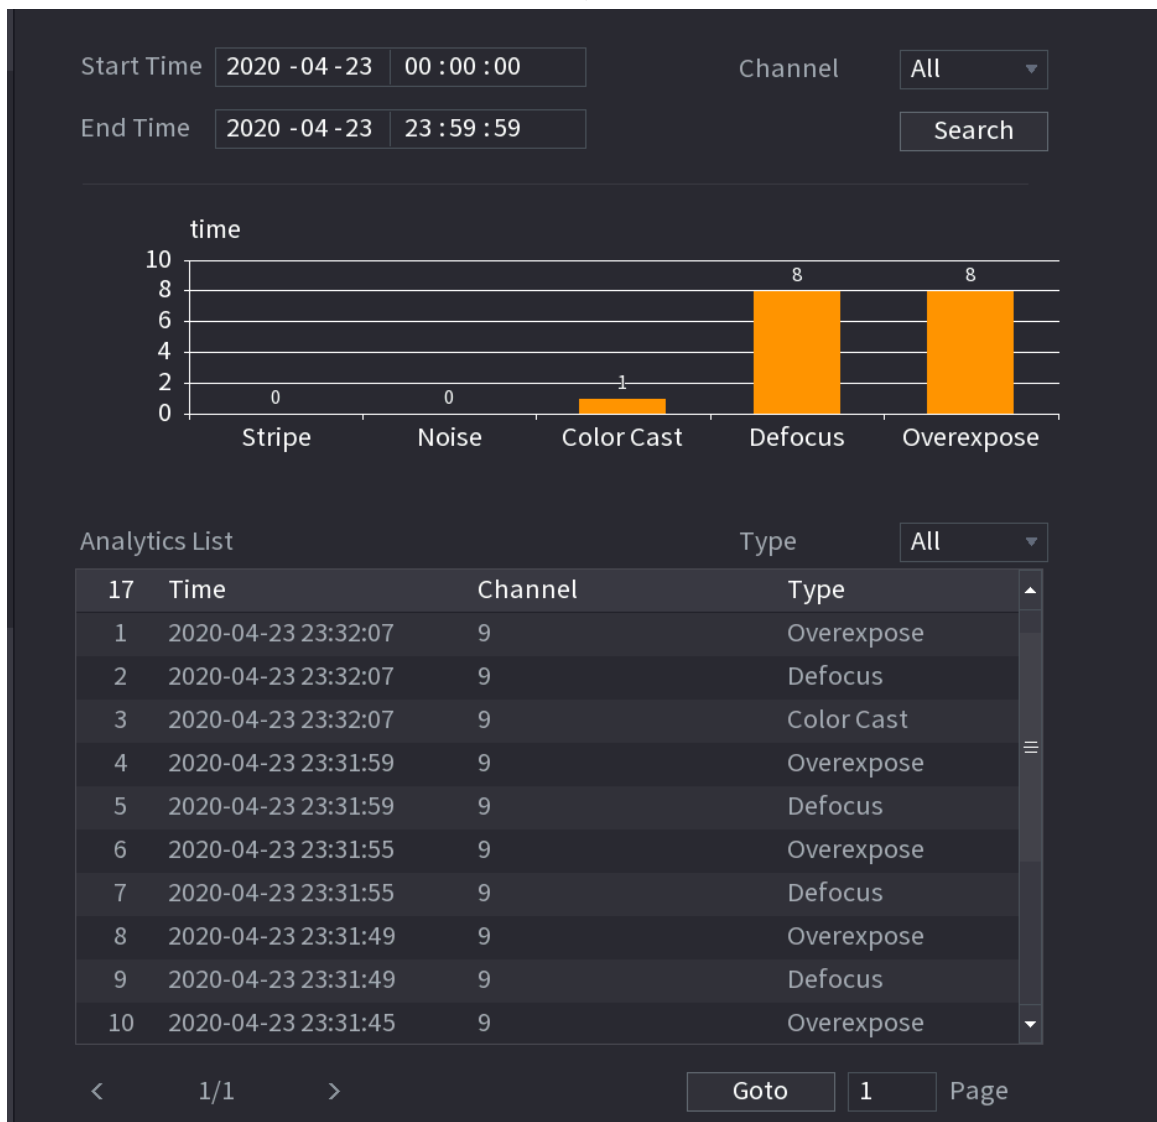 Start Time 2020 -04 -23 00 : 00 : 00 Channel All
End Time 2020 -04 -23 23 : 59 : 59 Search
time
10
8
6
4
2
0
0 0 1 8 8
Stripe Noise Color Cast Defocus Overexpose
Analytics List Type All
17 Time Channel Type
1 2020-04-23 23:32:07 9 Overexpose
2 2020-04-23 23:32:07 9 Defocus
3 2020-04-23 23:32:07 9 Color Cast
4 2020-04-23 23:31:59 9 Overexpose
5 2020-04-23 23:31:59 9 Defocus
6 2020-04-23 23:31:55 9 Overexpose
7 2020-04-23 23:31:55 9 Defocus
8 2020-04-23 23:31:49 9 Overexpose
9 2020-04-23 23:31:49 9 Defocus
10 2020-04-23 23:31:45 9 Overexpose
< 1/1 > Goto 1 Page